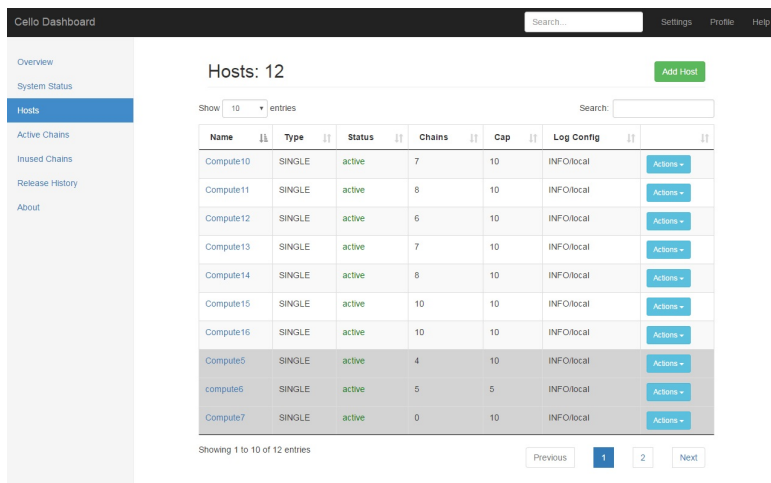 Cello Dashboard Search... Settings Profile Help
Overview
System Status
Hosts
Active Chains
Inused Chains
Release History
About
Hosts: 12 Add Host
Show 10 entries Search:
Name Type Status Chains Cap Log Config
Compute10 SINGLE active 7 10 INFO/local Actions
Compute11 SINGLE active 8 10 INFO/local Actions
Compute12 SINGLE active 6 10 INFO/local Actions
Compute13 SINGLE active 7 10 INFO/local Actions
Compute14 SINGLE active 8 10 INFO/local Actions
Compute15 SINGLE active 10 10 INFO/local Actions
Compute16 SINGLE active 10 10 INFO/local Actions
Compute5 SINGLE active 4 10 INFO/local Actions
compute6 SINGLE active 5 5 INFO/local Actions
Compute7 SINGLE active 0 10 INFO/local Actions
Showing 1 to 10 of 12 entries Previous 1 2 Next